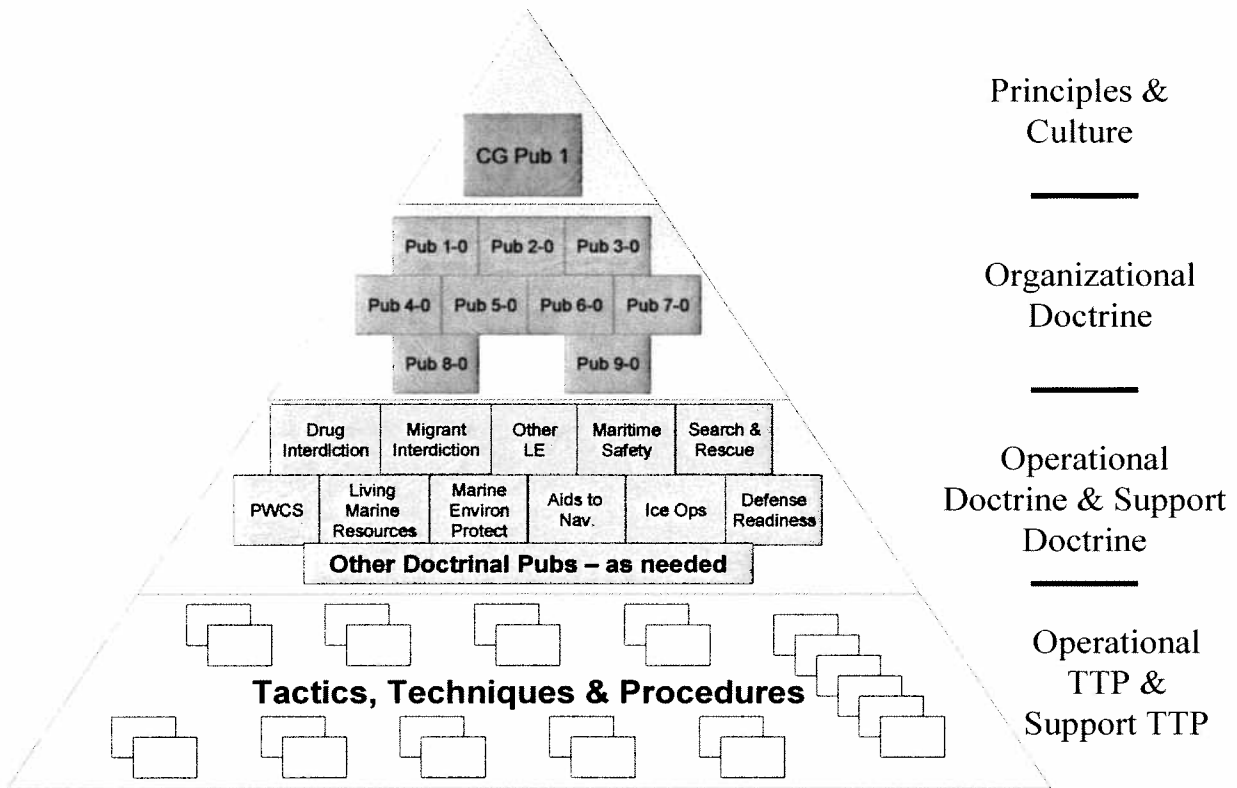 Principles &
Culture
CG Pub 1
Pub 1-0 Pub 2-0 Pub 3-0
Pub 4-0 Pub 5-0 Pub 6-0 Pub 7-0
Pub 8-0 Pub 9-0
Organizational
Doctrine
Drug
Interdiction
Migrant
Interdiction
Other
LE
Maritime
Safety
Search &
Rescue
PWCS
Living
Marine
Resources
Marine
Environ
Protect
Aids to
Nav.
Ice Ops
Defense
Readiness
Other Doctrinal Pubs – as needed
Operational
Doctrine & Support
Doctrine
Tactics, Techniques & Procedures
Operational
TTP &
Support TTP